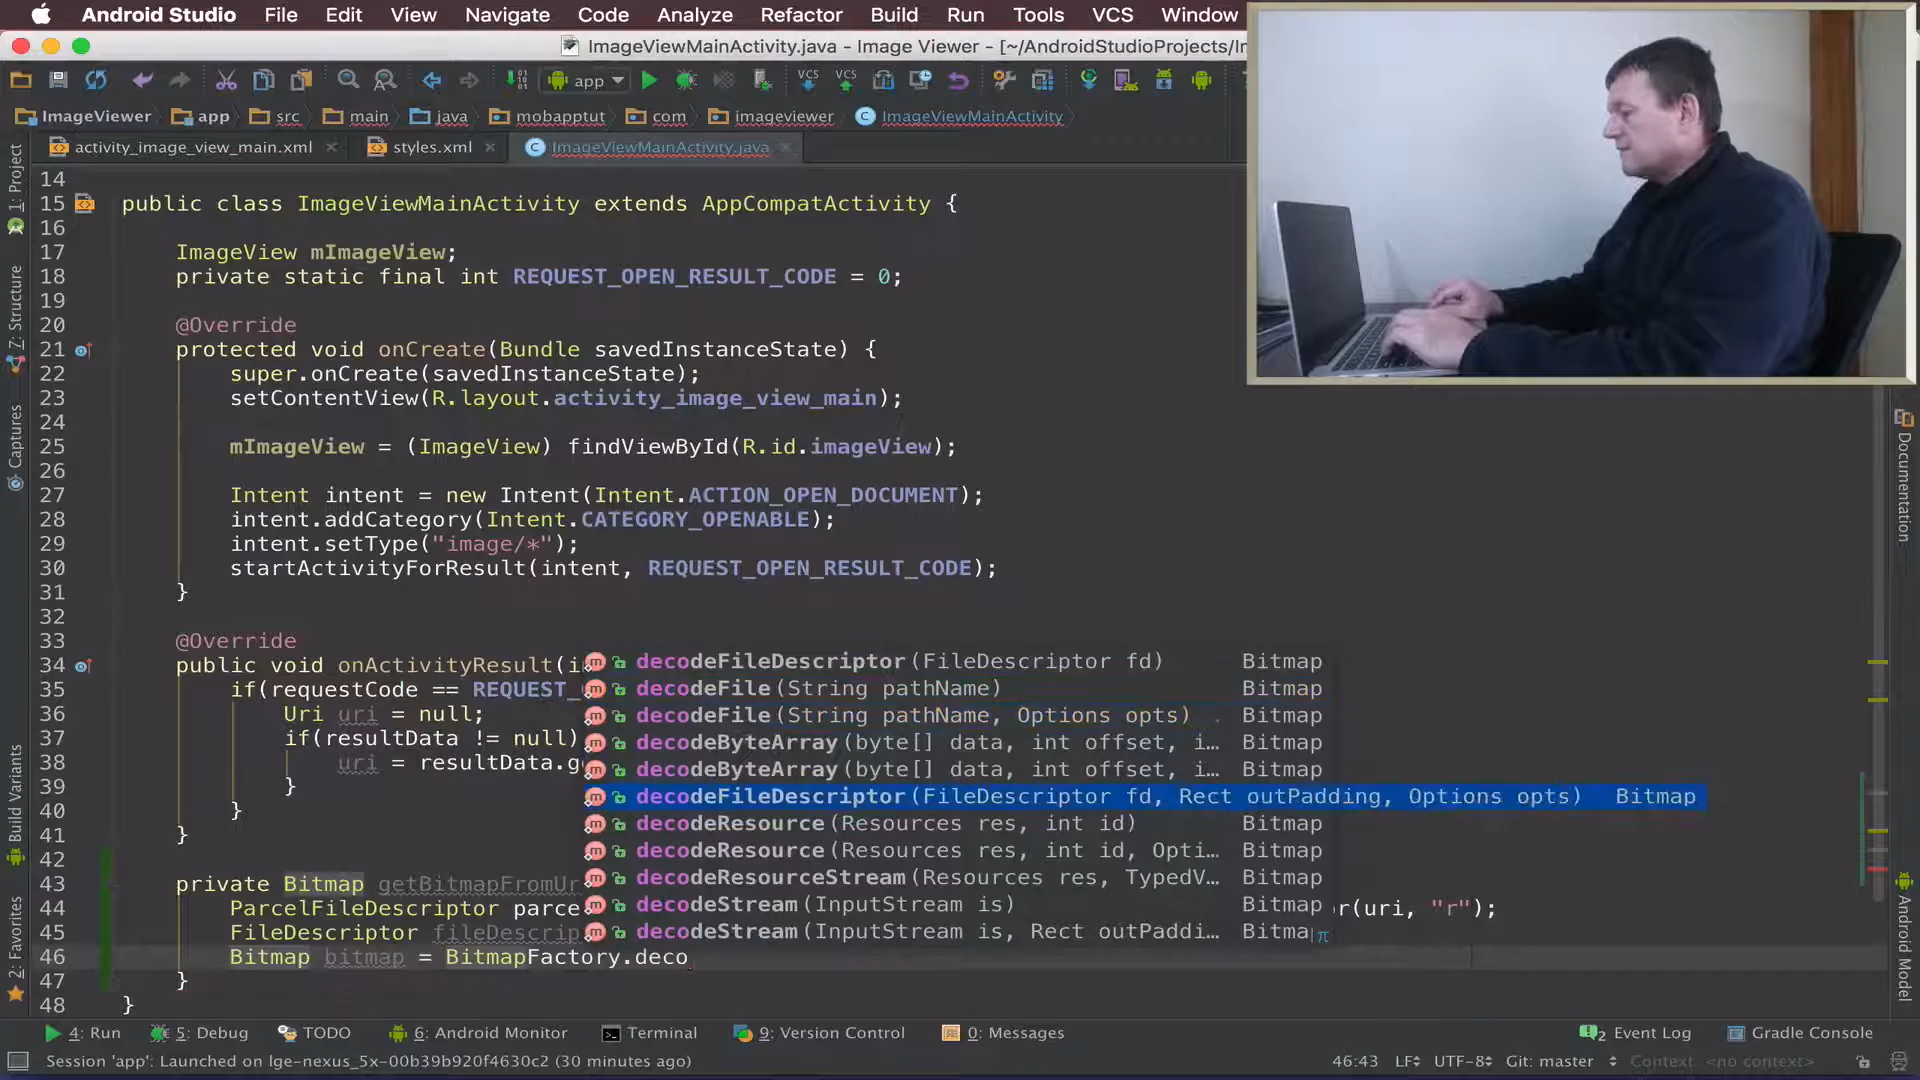 Android Studio File Edit View Navigate Code Analyze Refactor Build Run Tools VCS Window
ImageViewMainActivity.java - Image Viewer - [~/AndroidStudioProjects/I
app
VCS VCS
ImageViewer app src main java mobapptut com imageviewer ImageViewMainActivity
activity_image_view_main.xml styles.xml ImageViewMainActivity.java
1: Project
7: Structure
Captures
Build Variants
2: Favorites
14
15 public class ImageViewMainActivity extends AppCompatActivity {
16
17 ImageView mImageView;
18 private static final int REQUEST_OPEN_RESULT_CODE = 0;
19
20 @Override
21 protected void onCreate(Bundle savedInstanceState) {
22 super.onCreate(savedInstanceState);
23 setContentView(R.layout.activity_image_view_main);
24
25 mImageView = (ImageView) findViewById(R.id.imageView);
26
27 Intent intent = new Intent(Intent.ACTION_OPEN_DOCUMENT);
28 intent.addCategory(Intent.CATEGORY_OPENABLE);
29 intent.setType("image/*");
30 startActivityForResult(intent, REQUEST_OPEN_RESULT_CODE);
31 }
32
33 @Override
34 public void onActivityResult(i
35 if(requestCode == REQUEST_
36 Uri uri = null;
37 if(resultData != null)
38 uri = resultData.g
39 }
40 }
41 }
42
43 private Bitmap getBitmapFromUr
44 ParcelFileDescriptor parce r(uri, "r");
45 FileDescriptor fileDescrip
46 Bitmap bitmap = BitmapFactory.deco
47 }
48 }
decodeFileDescriptor(FileDescriptor fd) Bitmap
decodeFile(String pathName) Bitmap
decodeFile(String pathName, Options opts) Bitmap
decodeByteArray(byte[] data, int offset, i… Bitmap
decodeByteArray(byte[] data, int offset, i… Bitmap
decodeFileDescriptor(FileDescriptor fd, Rect outPadding, Options opts) Bitmap
decodeResource(Resources res, int id) Bitmap
decodeResource(Resources res, int id, Opti… Bitmap
decodeResourceStream(Resources res, TypedV… Bitmap
decodeStream(InputStream is) Bitmap
decodeStream(InputStream is, Rect outPaddi… Bitma π
Documentation
Android Model
4: Run 5: Debug TODO 6: Android Monitor Terminal 9: Version Control 0: Messages 2 Event Log Gradle Console
Session 'app': Launched on lge-nexus_5x-00b39b920f4630c2 (30 minutes ago) 46:43 LF UTF-8 Git: master Context: <no context>